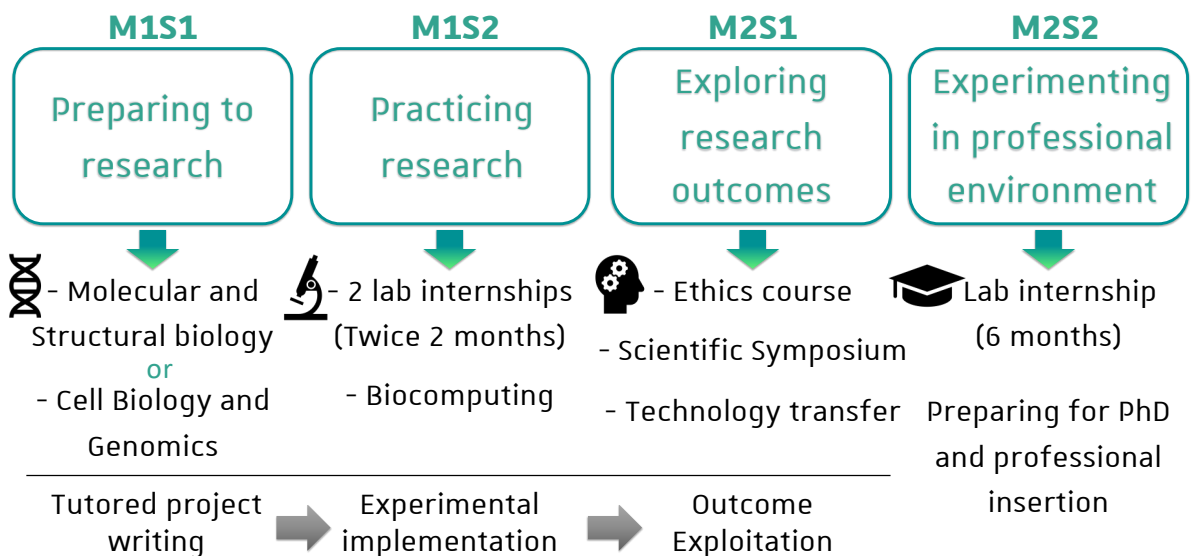 M1S1
Preparing to
research
- Molecular and
Structural biology
or
- Cell Biology and
Genomics
M1S2
Practicing
research
- 2 lab internships
(Twice 2 months)
- Biocomputing
M2S1
Exploring
research
outcomes
- Ethics course
- Scientific Symposium
- Technology transfer
M2S2
Experimenting
in professional
environment
Lab internship
(6 months)
Preparing for PhD
and professional
insertion
Tutored project
writing
Experimental
implementation
Outcome
Exploitation